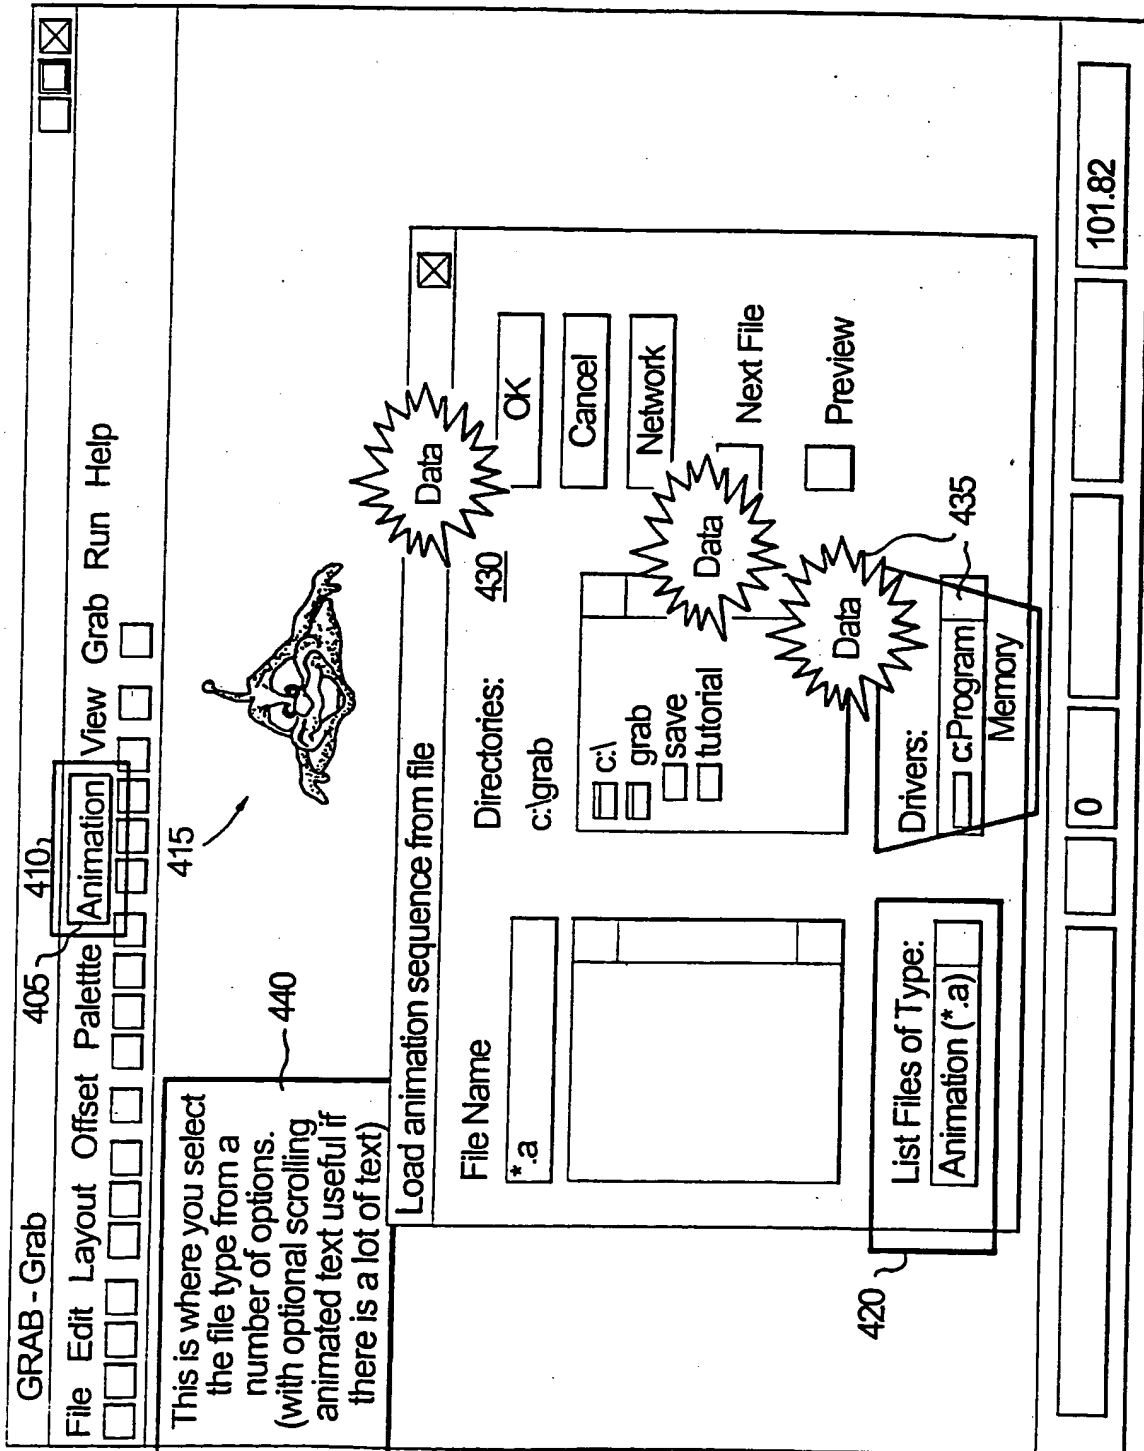 GRAB - Grab
405
410
File Edit Layout Offset Palettte Animation View Grab Run Help
415
This is where you select
the file type from a
number of options.
(with optional scrolling
animated text useful if
there is a lot of text)
440
Load animation sequence from file
Data
File Name
*.a
Directories:
c:\grab
430
OK
Cancel
Network
c:\
grab
save
tutorial
Data
Next File
Data
Preview
List Files of Type:
Animation (*.a)
420
Drivers:
c:Program
Memory
435
0
101.82